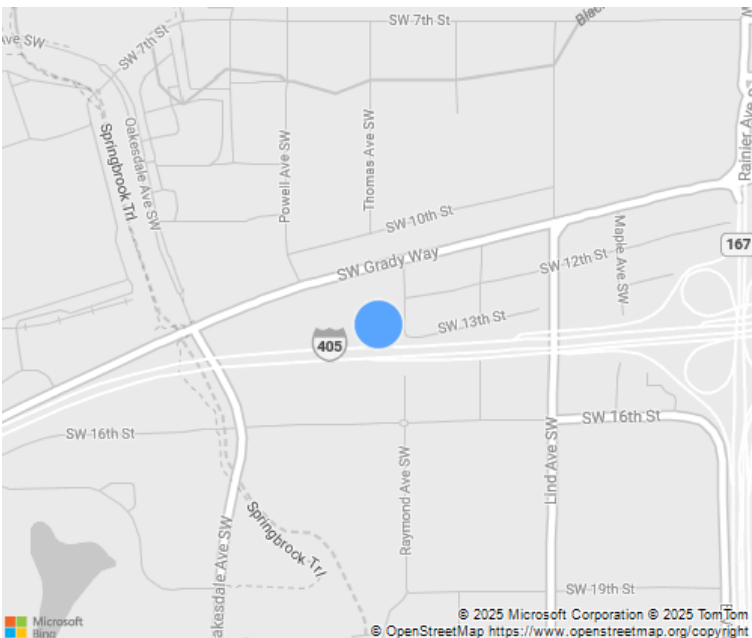 SW 7th St
Black
Ave SW
SW 7th St
Rainier Ave S
Oakesdale Ave SW
Springbrook Trl
Thomas Ave SW
Powell Ave SW
SW 10th St
Maple Ave SW
167
SW Grady Way
SW 12th St
SW 13th St
405
SW 16th St
SW 16th St
Lind Ave SW
Raymond Ave SW
Springbrook Trl
akesdale Ave SW
SW 19th St
© 2025 Microsoft Corporation © 2025 TomTom
Microsoft
Bing
© OpenStreetMap https://www.openstreetmap.org/copyright